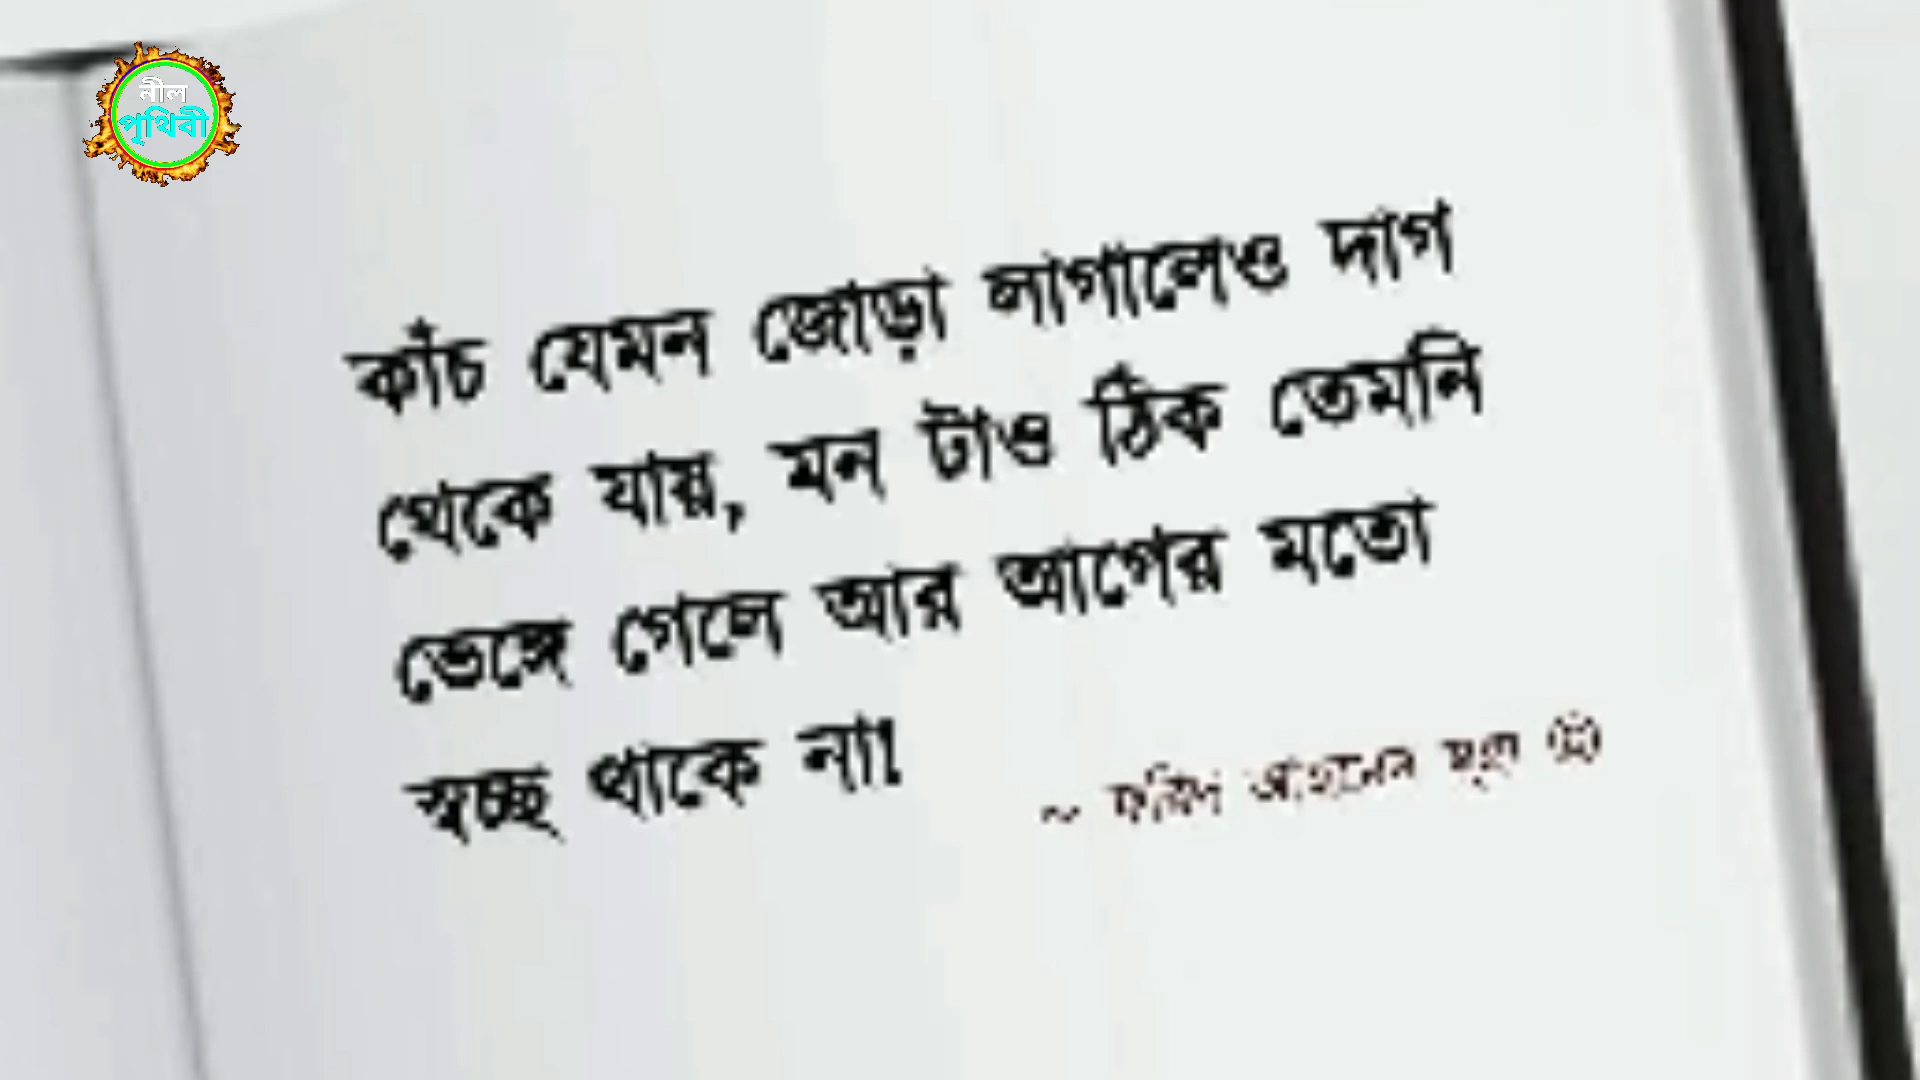 নীল
পৃথিবী
কাঁচ যেমন জোড়া লাগালেও দাগ
থেকে যায়, মন টাও ঠিক তেমনি
ভেঙ্গে গেলে আর আগের মতো
স্বচ্ছ থাকে না!
~